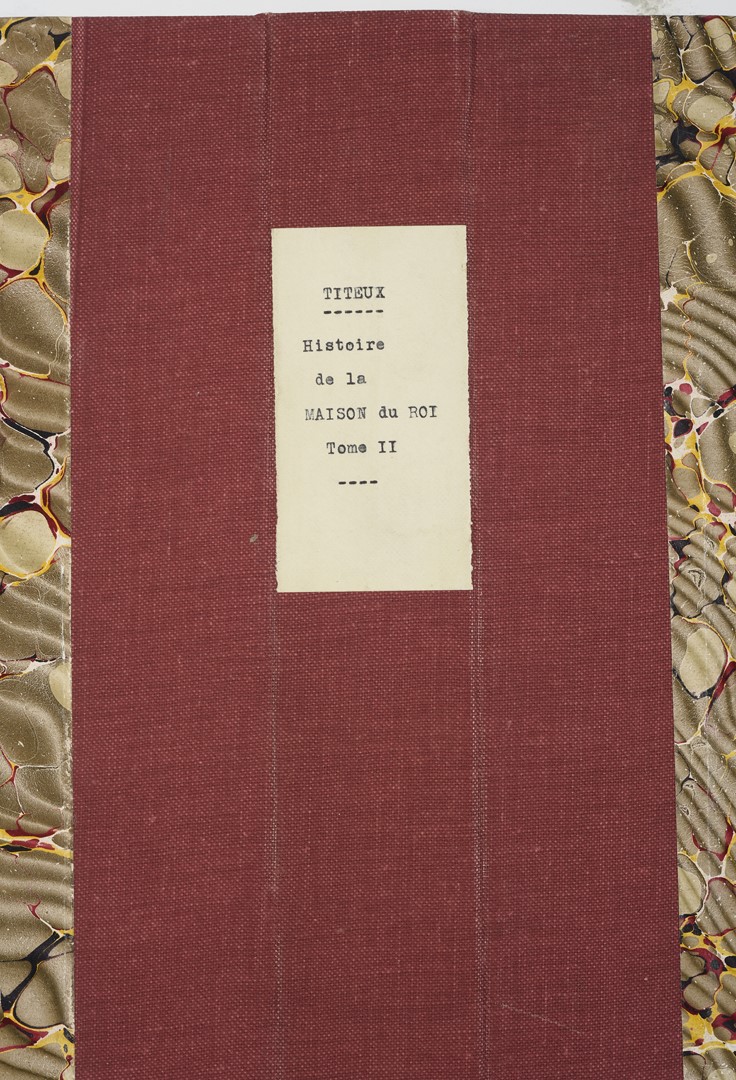 TITEUX
------
Histoire
de la
MAISON du ROI
Tome II
----